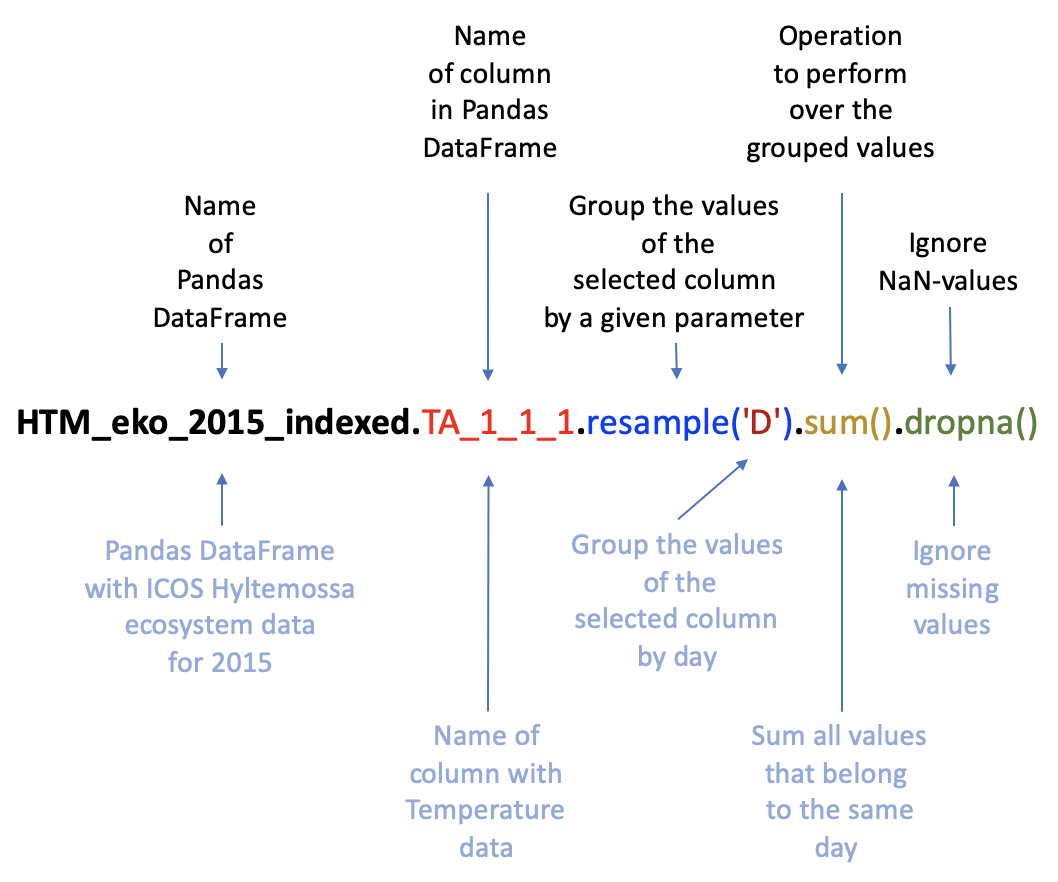 Name
of column
in Pandas
DataFrame
Operation
to perform
over the
grouped values
Name
of
Pandas
DataFrame
Group the values
of the
selected column
by a given parameter
Ignore
NaN-values
HTM_eko_2015_indexed.TA_1_1_1.resample('D').sum().dropna()
Pandas DataFrame
with ICOS Hyltemossa
ecosystem data
for 2015
Group the values
of the
selected column
by day
Ignore
missing
values
Name of
column with
Temperature
data
Sum all values
that belong
to the same
day